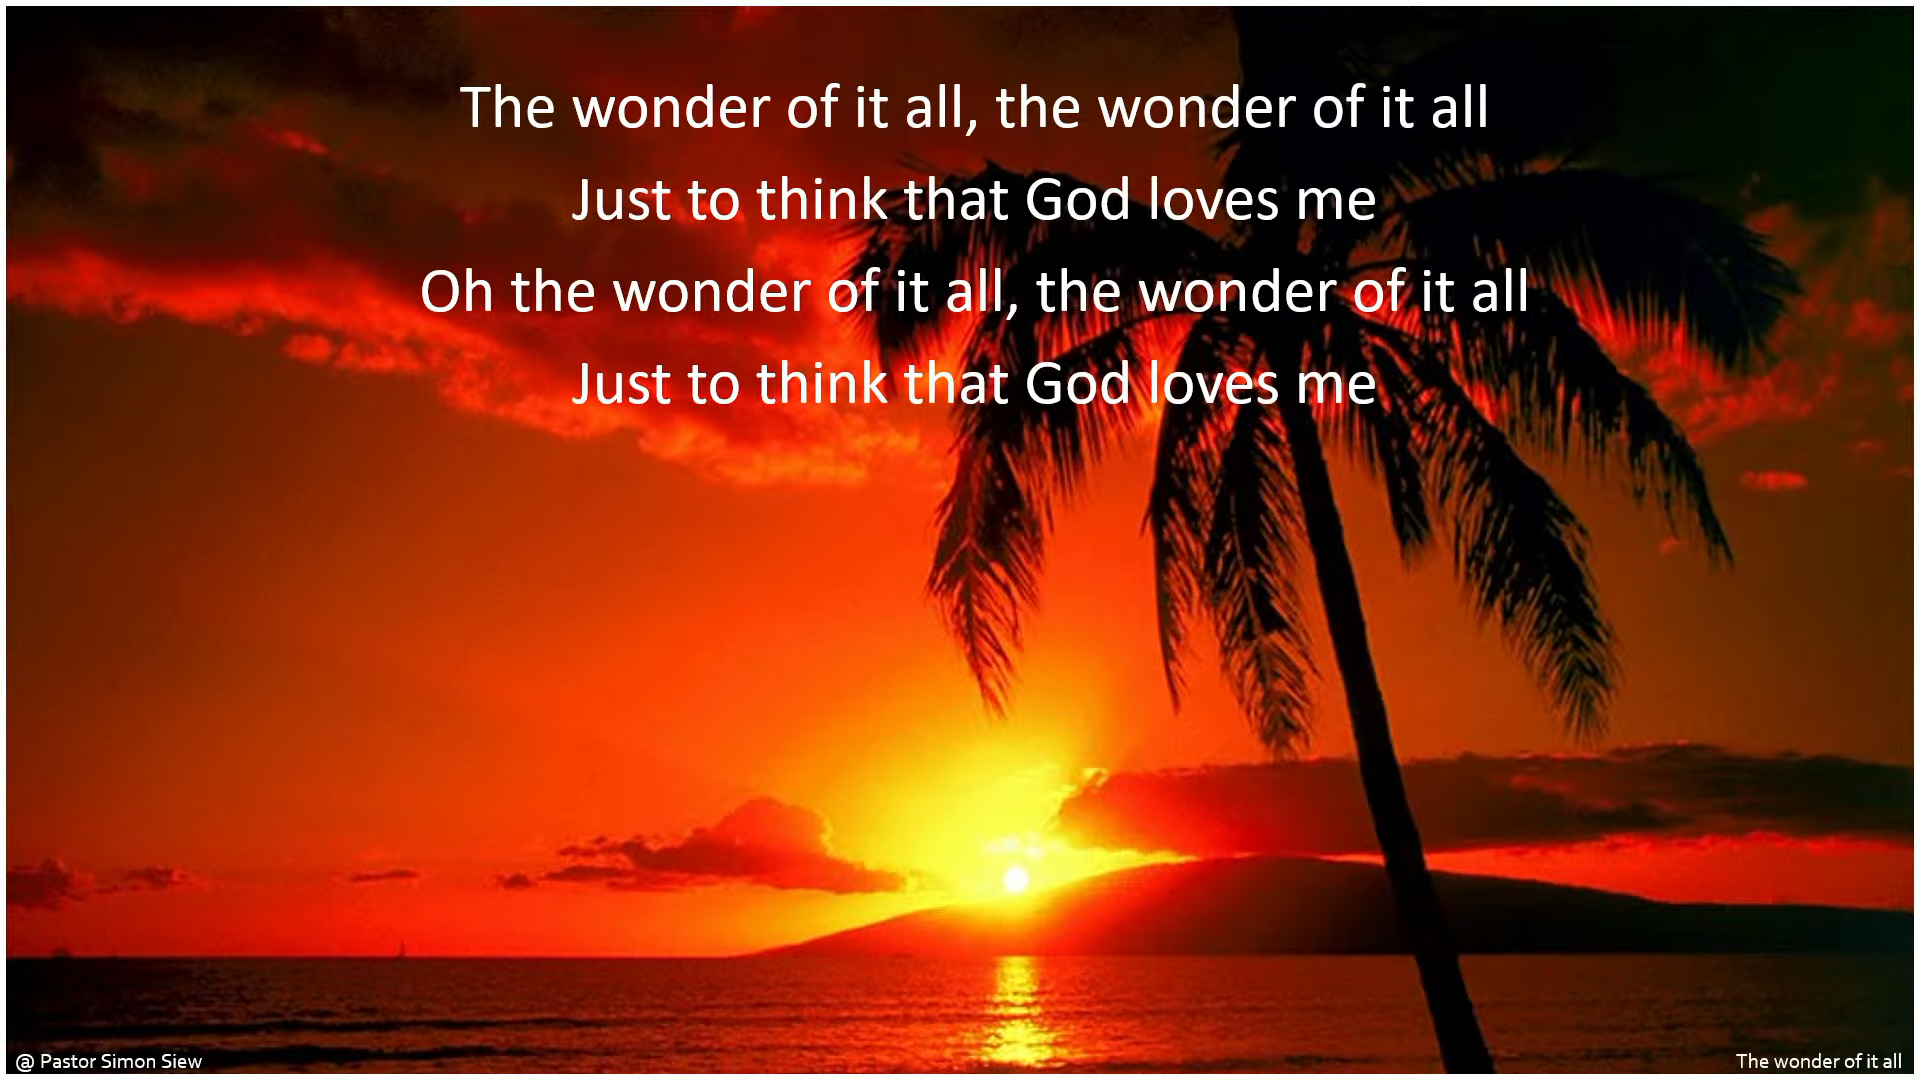 The wonder of it all, the wonder of it all
Just to think that God loves me
Oh the wonder of it all, the wonder of it all
Just to think that God loves me
@ Pastor Simon Siew
The wonder of it all